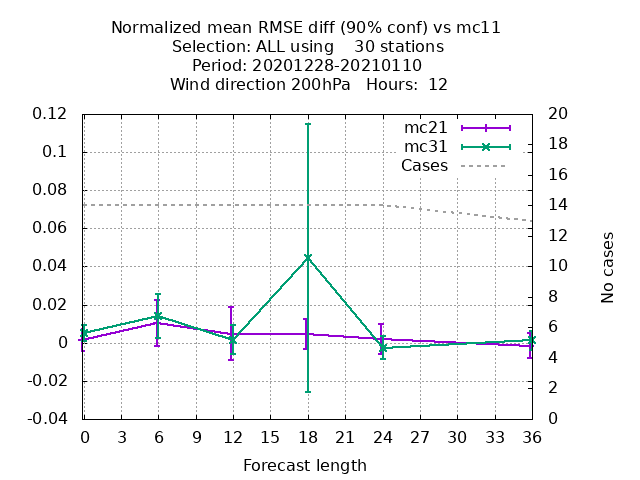 Normalized mean RMSE diff (90% conf) vs mc11
Selection: ALL using    30 stations
Period: 20201228-20210110
Wind direction 200hPa   Hours:  12
0.12
0.1
0.08
0.06
0.04
0.02
0
-0.02
-0.04
20
18
16
14
12
10
8
6
4
2
0
mc21
mc31
Cases
No cases
0 3 6 9 12 15 18 21 24 27 30 33 36
Forecast length